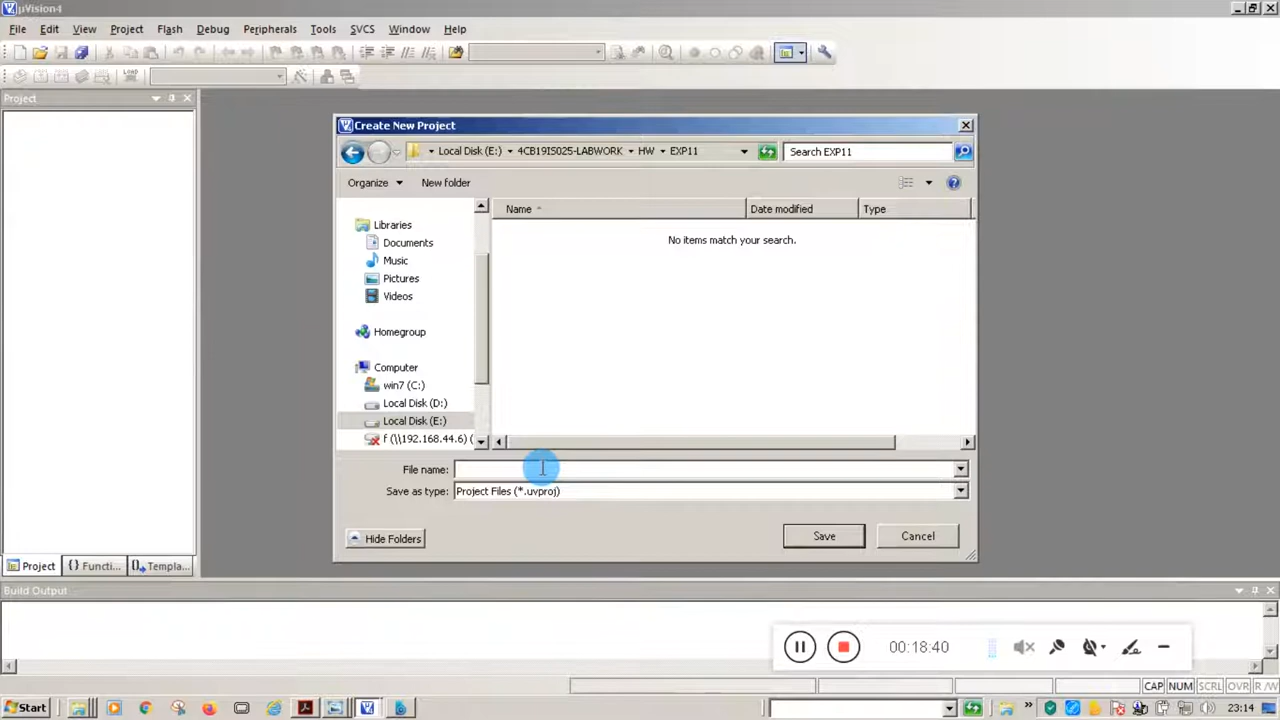 µVision4
File Edit View Project Flash Debug Peripherals Tools SVCS Window Help
LOAD
Project
Create New Project
Local Disk (E:) 4CB19IS025-LABWORK HW EXP11
Search EXP11
Organize New folder
Name Date modified Type
No items match your search.
Libraries
Documents
Music
Pictures
Videos
Homegroup
Computer
win7 (C:)
Local Disk (D:)
Local Disk (E:)
f (\\192.168.44.6) (
File name:
Save as type: Project Files (*.uvproj)
Hide Folders Save Cancel
Project {} Functi... Templa...
Build Output
00:18:40
CAP NUM SCRL OVR R/W
Start 23:14